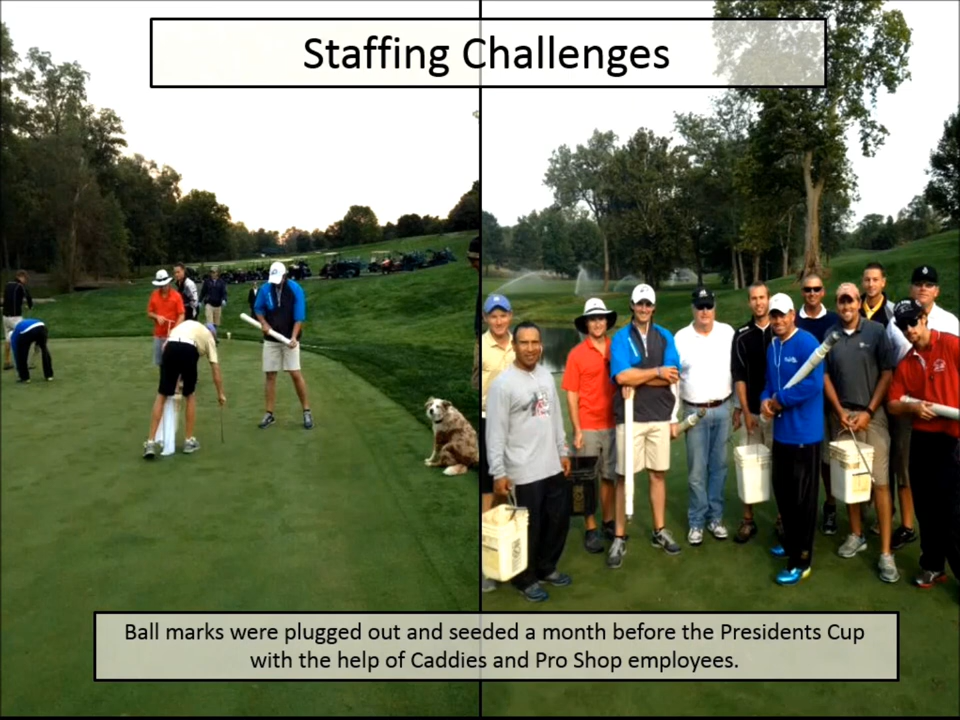 Staffing Challenges
Ball marks were plugged out and seeded a month before the Presidents Cup
with the help of Caddies and Pro Shop employees.